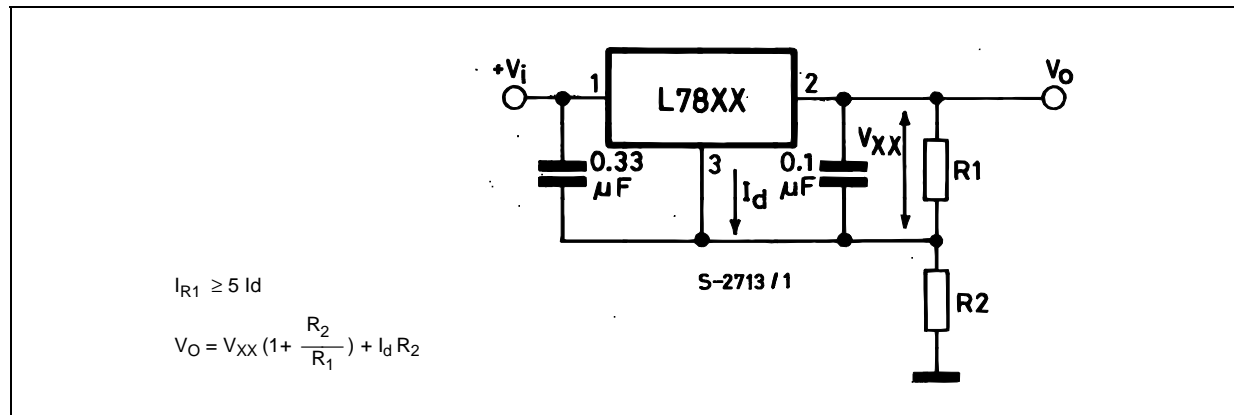 +Vi
1
L78XX
2
Vo
0.33
µF
3
Id
0.1
µF
VXX
R1
S-2713/1
R2
IR1 ≥ 5 Id
VO = VXX (1+ R2/R1) + Id R2